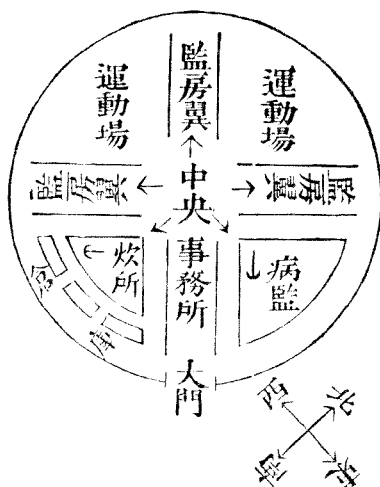 監房翼
運動場
運動場
監房翼
中央
監房翼
炊所
事務所
病監
倉
庫
大門
西
北
南
東